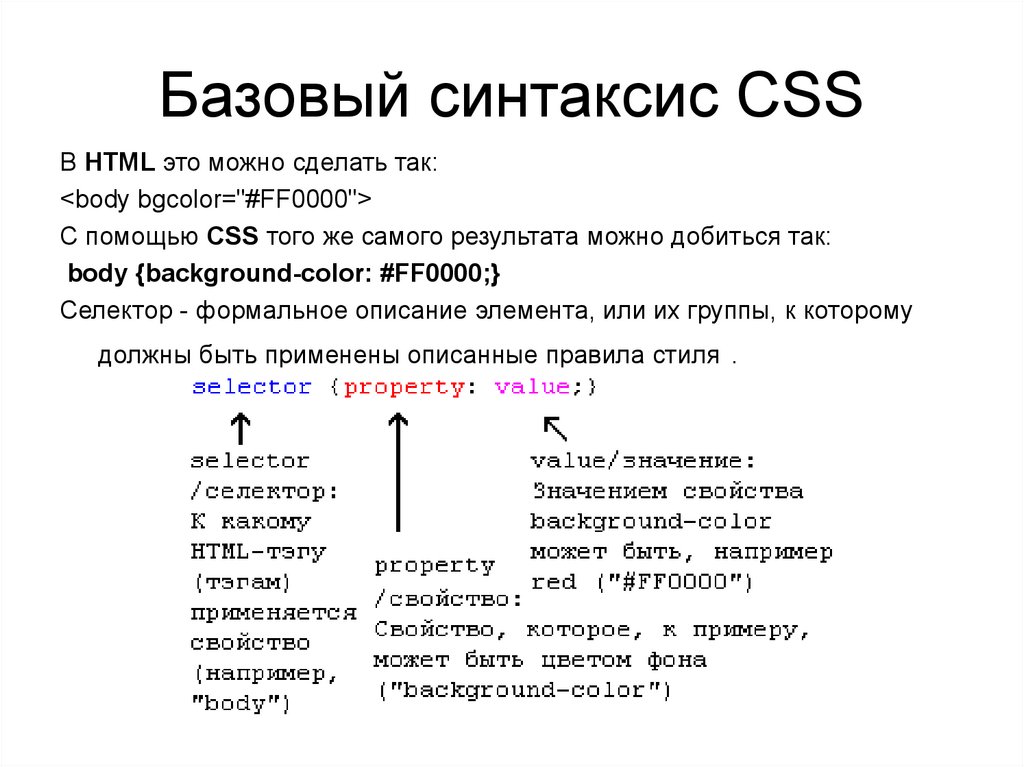 Базовый синтаксис CSS
В HTML это можно сделать так:
<body bgcolor="#FF0000">
С помощью CSS того же самого результата можно добиться так:
body {background-color: #FF0000;}
Селектор - формальное описание элемента, или их группы, к которому
должны быть применены описанные правила стиля .
selector {property: value;}
selector
/селектор:
К какому
HTML-тэгу
(тэгам)
применяется
свойство
(например,
"body")
property
/свойство:
Свойство, которое, к примеру,
может быть цветом фона
("background-color")
value/значение:
Значением свойства
background-color
может быть, например
red ("#FF0000")